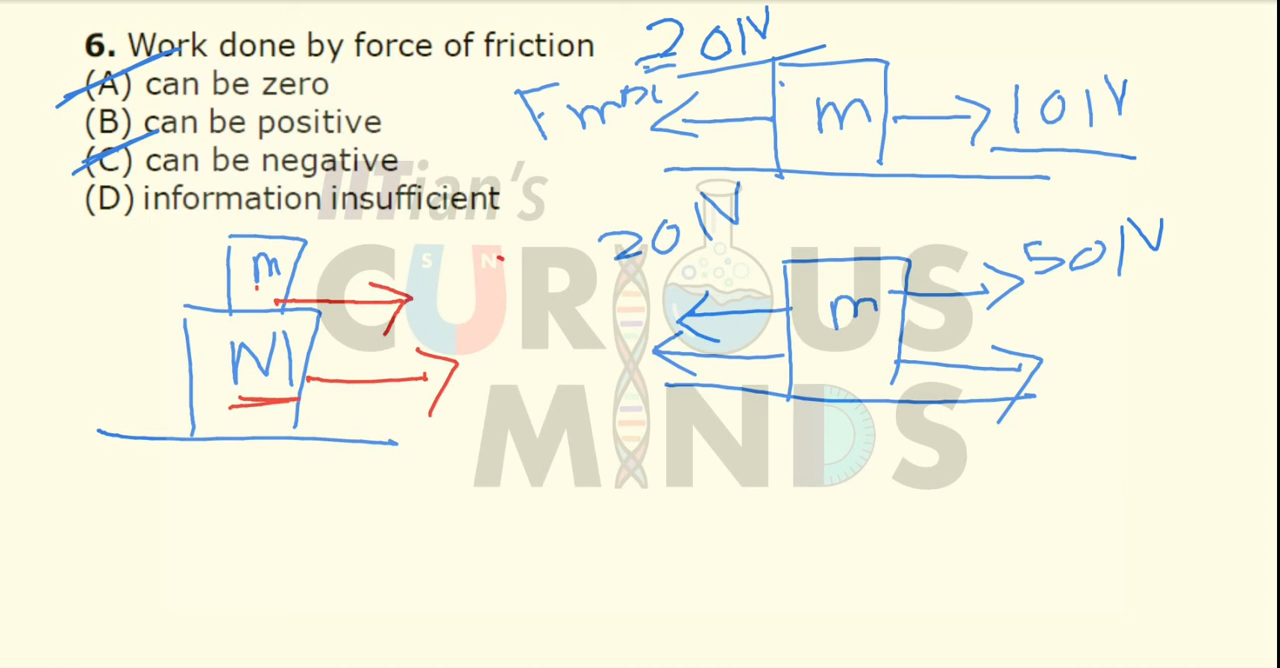 6. Work done by force of friction
(A) can be zero
(B) can be positive
(C) can be negative
(D) information insufficient
20N
Fmax
m
10N
IITian's
CURIOUS
S N
MINDS
20N
m
50N
m
M